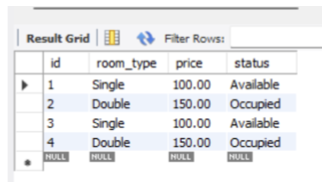 Result Grid Filter Rows:
id room_type price status
1 Single 100.00 Available
2 Double 150.00 Occupied
3 Single 100.00 Available
4 Double 150.00 Occupied
NULL NULL NULL NULL